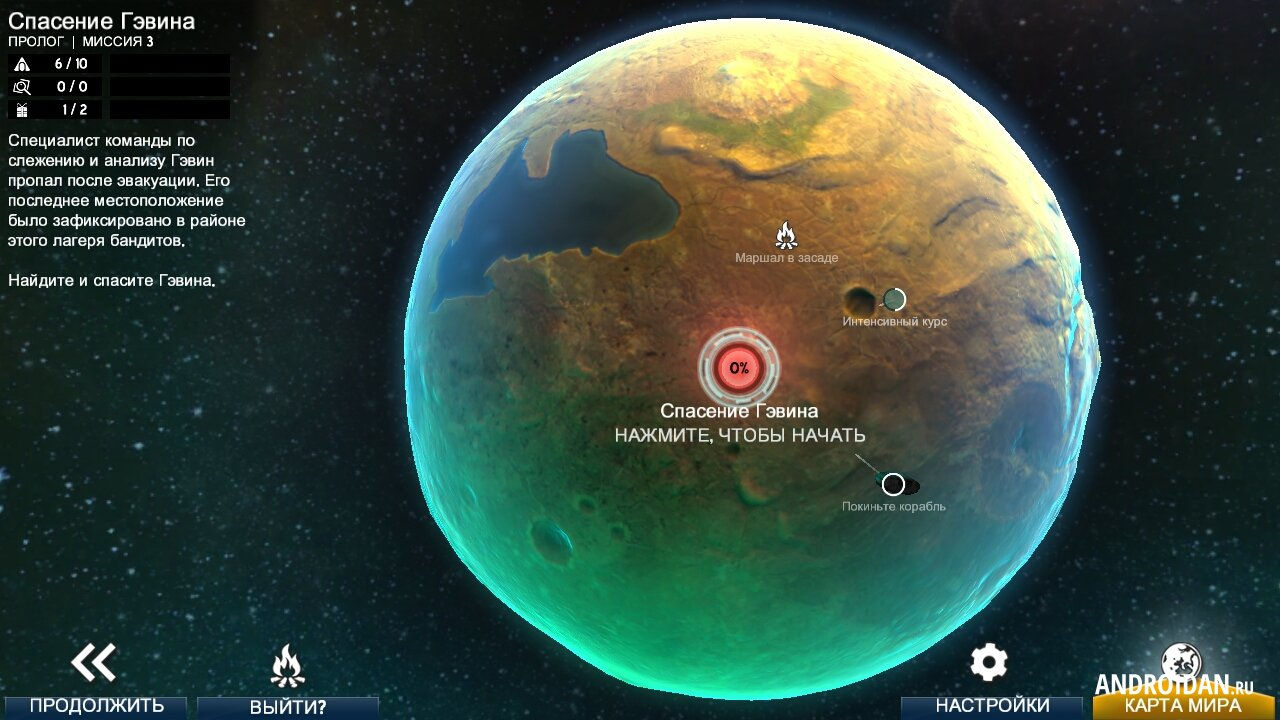 Спасение Гэвина
ПРОЛОГ | МИССИЯ 3
6 / 10
0 / 0
1 / 2
Специалист команды по
слежению и анализу Гэвин
пропал после эвакуации. Его
последнее местоположение
было зафиксировано в районе
этого лагеря бандитов.
Найдите и спасите Гэвина.
Маршал в засаде
Интенсивный курс
0%
Спасение Гэвина
НАЖМИТЕ, ЧТОБЫ НАЧАТЬ
Покиньте корабль
ПРОДОЛЖИТЬ
ВЫЙТИ?
НАСТРОЙКИ
ANDROIDAN.RU
КАРТА МИРА